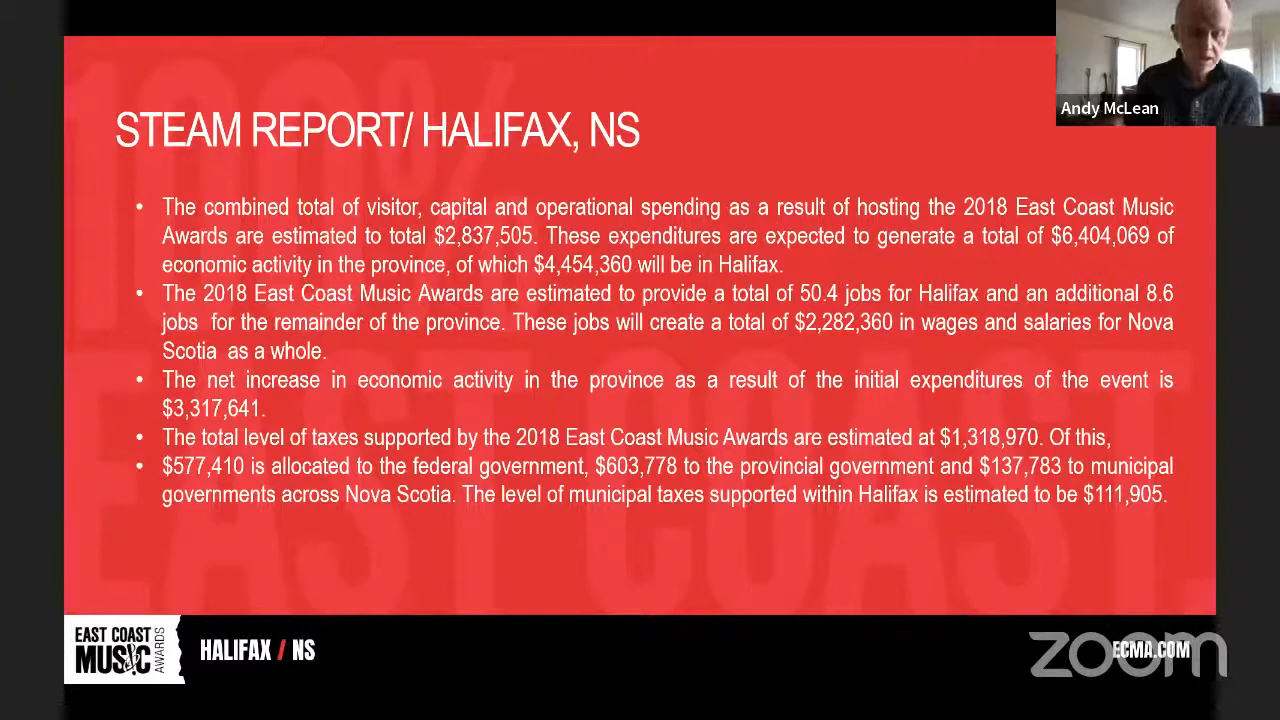 Andy McLean
STEAM REPORT/ HALIFAX, NS
• The combined total of visitor, capital and operational spending as a result of hosting the 2018 East Coast Music
Awards are estimated to total $2,837,505. These expenditures are expected to generate a total of $6,404,069 of
economic activity in the province, of which $4,454,360 will be in Halifax.
• The 2018 East Coast Music Awards are estimated to provide a total of 50.4 jobs for Halifax and an additional 8.6
jobs for the remainder of the province. These jobs will create a total of $2,282,360 in wages and salaries for Nova
Scotia as a whole.
• The net increase in economic activity in the province as a result of the initial expenditures of the event is
$3,317,641.
• The total level of taxes supported by the 2018 East Coast Music Awards are estimated at $1,318,970. Of this,
• $577,410 is allocated to the federal government, $603,778 to the provincial government and $137,783 to municipal
governments across Nova Scotia. The level of municipal taxes supported within Halifax is estimated to be $111,905.
100%
EAST COAST.
EAST COAST
MUSIC
AWARDS
HALIFAX / NS
ECMA.COM
zoom